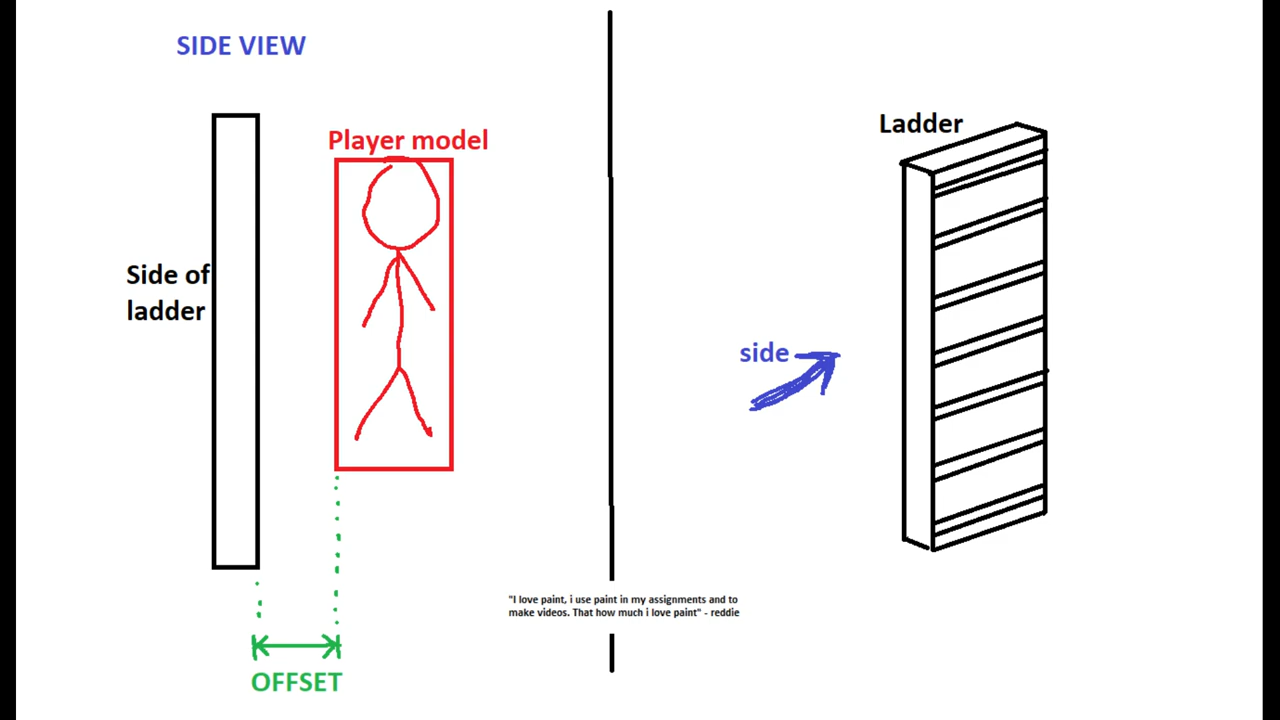 SIDE VIEW
Player model
Side of
ladder
OFFSET
Ladder
side
"I love paint, i use paint in my assignments and to
make videos. That how much i love paint" - reddie